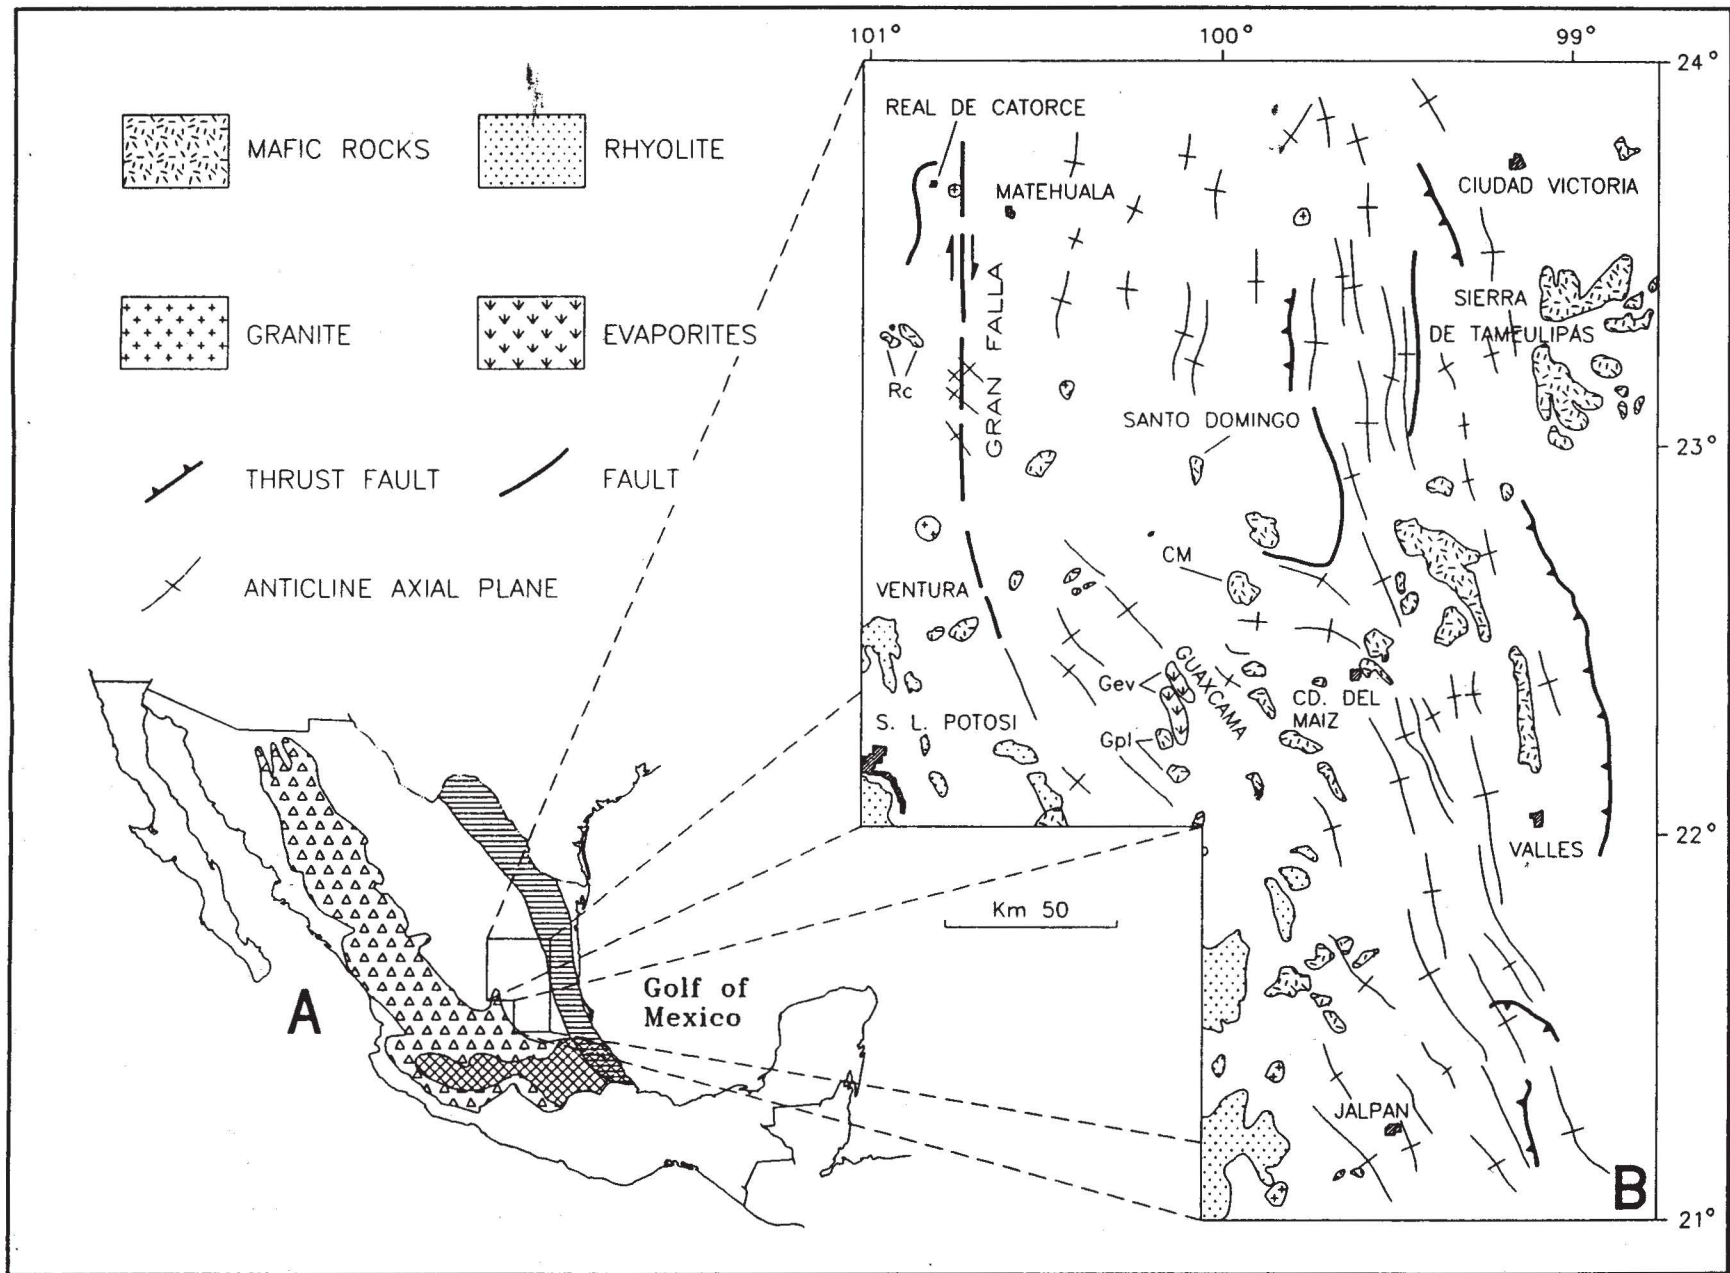 101° 100° 99°
24°
REAL DE CATORCE
MAFIC ROCKS
RHYOLITE
MATEHUALA
CIUDAD VICTORIA
GRAN FALLA
SIERRA
DE TAMEULIPAS
GRANITE
EVAPORITES
Rc
SANTO DOMINGO
23°
THRUST FAULT
FAULT
CM
ANTICLINE AXIAL PLANE
VENTURA
GUAXCAMA
Gev
CD. DEL
MAIZ
S. L. POTOSI
Gpl
22°
VALLES
Km 50
A
Golf of
Mexico
JALPAN
B
21°